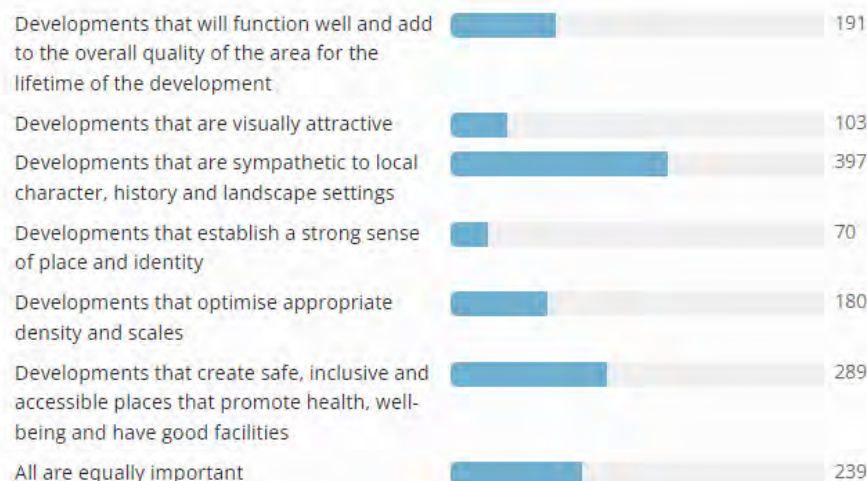 Developments that will function well and add 191
to the overall quality of the area for the
lifetime of the development
Developments that are visually attractive 103
Developments that are sympathetic to local 397
character, history and landscape settings
Developments that establish a strong sense 70
of place and identity
Developments that optimise appropriate 180
density and scales
Developments that create safe, inclusive and 289
accessible places that promote health, well-
being and have good facilities
All are equally important 239